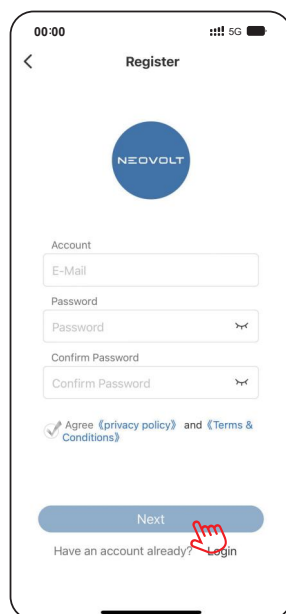 00:00 5G
Register
NEOVOLT
Account
E-Mail
Password
Password
Confirm Password
Confirm Password
Agree《privacy policy》 and《Terms &
Conditions》
Next
Have an account already? Login